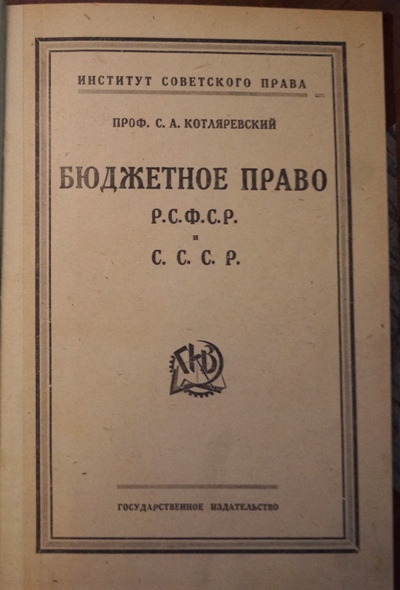 ИНСТИТУТ СОВЕТСКОГО ПРАВА
ПРОФ. С. А. КОТЛЯРЕВСКИЙ
БЮДЖЕТНОЕ ПРАВО
Р.С.Ф.С.Р.
и
С. С. С. Р.
ГОСУДАРСТВЕННОЕ ИЗДАТЕЛЬСТВО